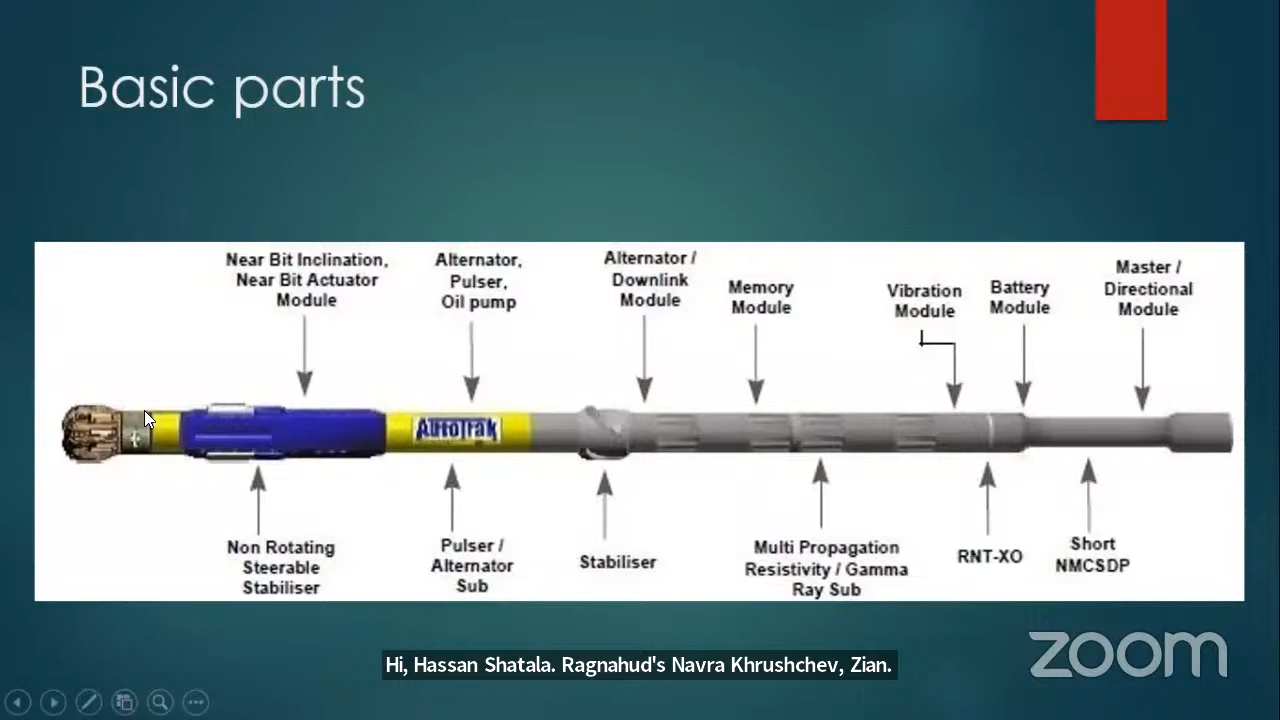 Basic parts
Near Bit Inclination,
Near Bit Actuator
Module
Alternator,
Pulser,
Oil pump
Alternator /
Downlink
Module
Memory
Module
Vibration
Module
Battery
Module
Master /
Directional
Module
AutoTrak
Non Rotating
Steerable
Stabiliser
Pulser /
Alternator
Sub
Stabiliser
Multi Propagation
Resistivity / Gamma
Ray Sub
RNT-XO
Short
NMCSDP
zoom
Hi, Hassan Shatala. Ragnahud's Navra Khrushchev, Zian.